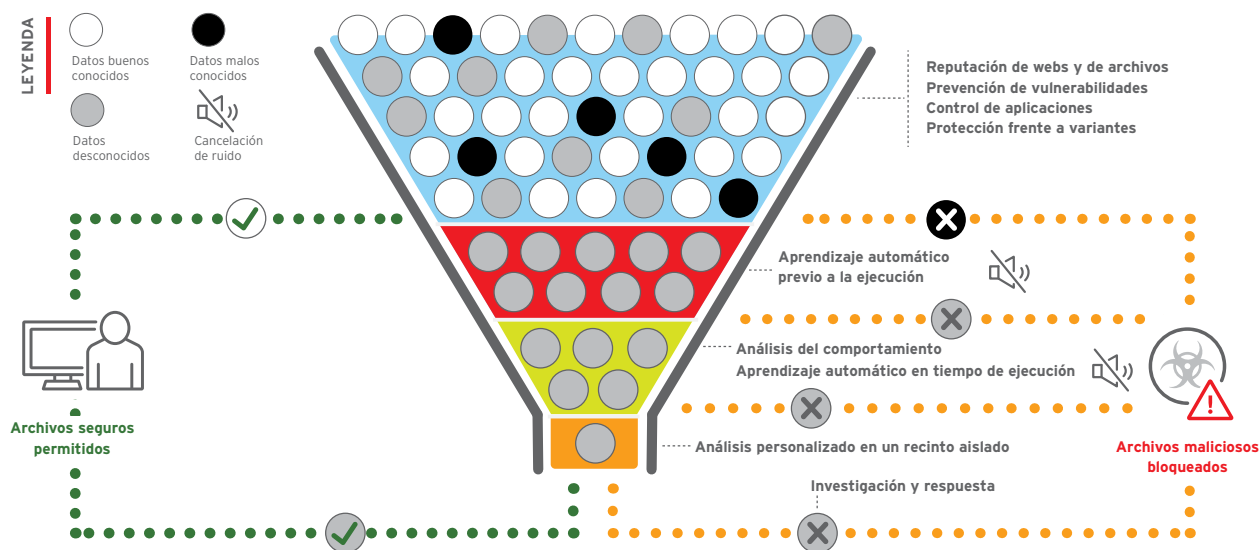 LEYENDA
Datos buenos
conocidos
Datos malos
conocidos
Datos
desconocidos
Cancelación
de ruido
Reputación de webs y de archivos
Prevención de vulnerabilidades
Control de aplicaciones
Protección frente a variantes
Aprendizaje automático
previo a la ejecución
Análisis del comportamiento
Aprendizaje automático en tiempo de ejecución
Archivos seguros
permitidos
Análisis personalizado en un recinto aislado
Archivos maliciosos
bloqueados
Investigación y respuesta